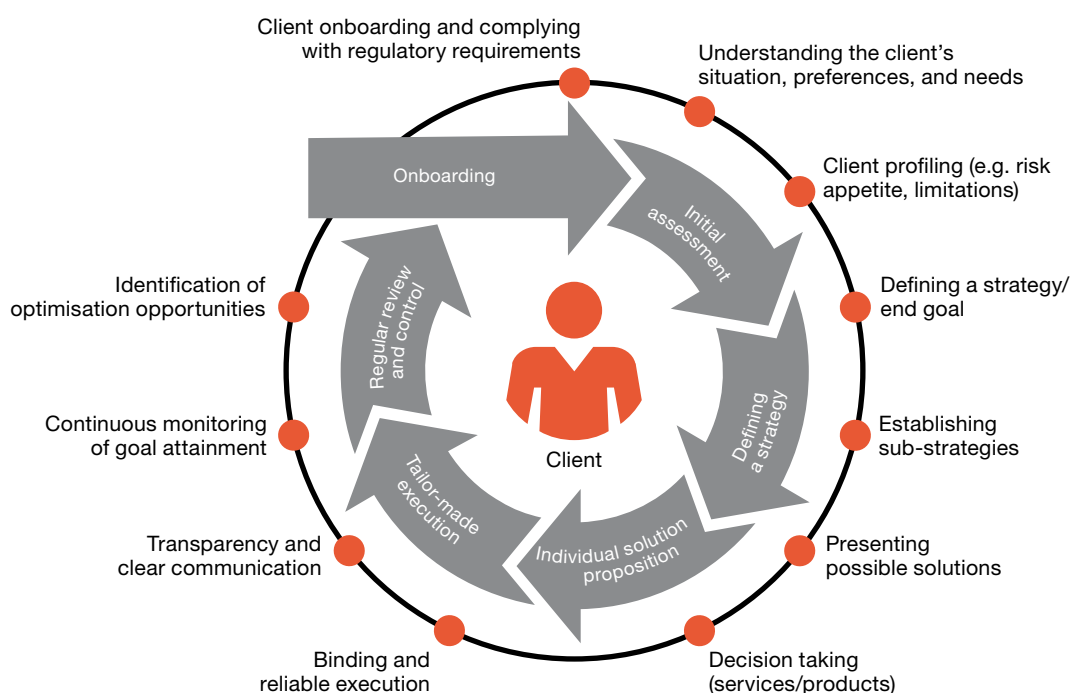 Client onboarding and complying
with regulatory requirements
Understanding the client's
situation, preferences, and needs
Client profiling (e.g. risk
appetite, limitations)
Defining a strategy/
end goal
Establishing
sub-strategies
Presenting
possible solutions
Decision taking
(services/products)
Binding and
reliable execution
Transparency and
clear communication
Continuous monitoring
of goal attainment
Identification of
optimisation opportunities
Onboarding
Initial
assessment
Defining
a strategy
Individual solution
proposition
Tailor-made
execution
Regular review
and control
Client